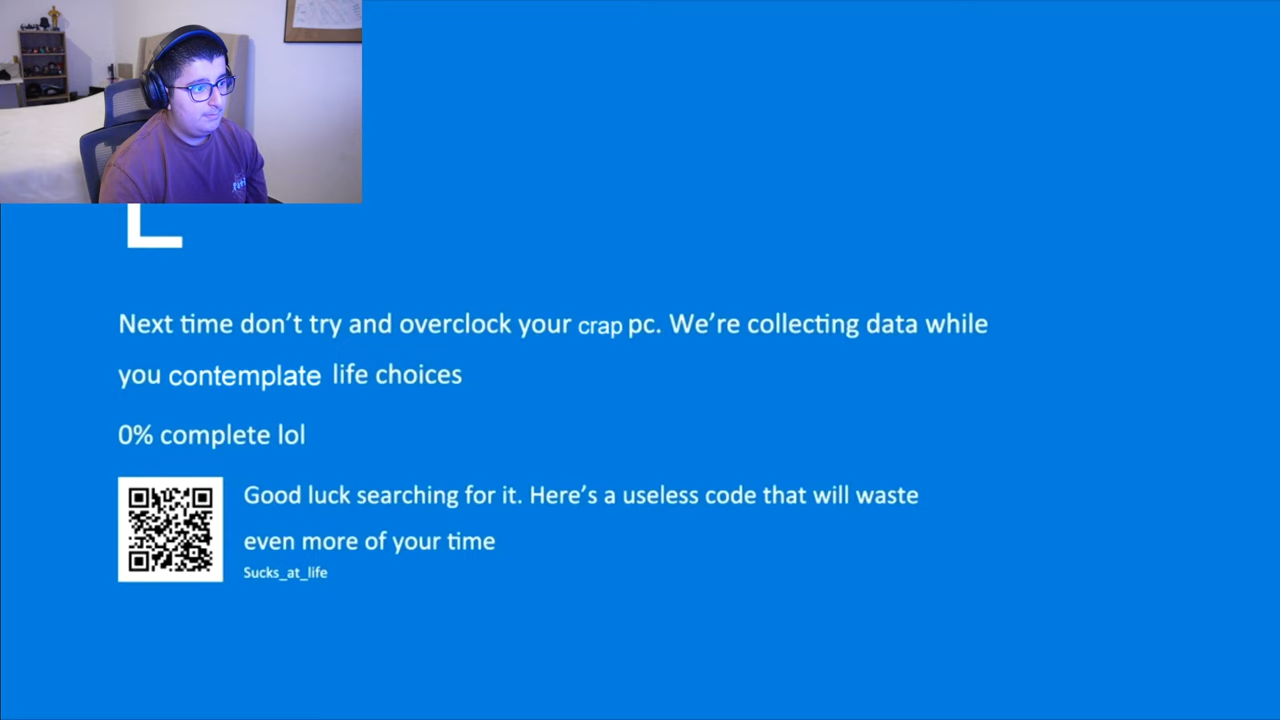 L
Next time don't try and overclock your crap pc. We're collecting data while
you contemplate life choices
0% complete lol
Good luck searching for it. Here's a useless code that will waste
even more of your time
Sucks_at_life